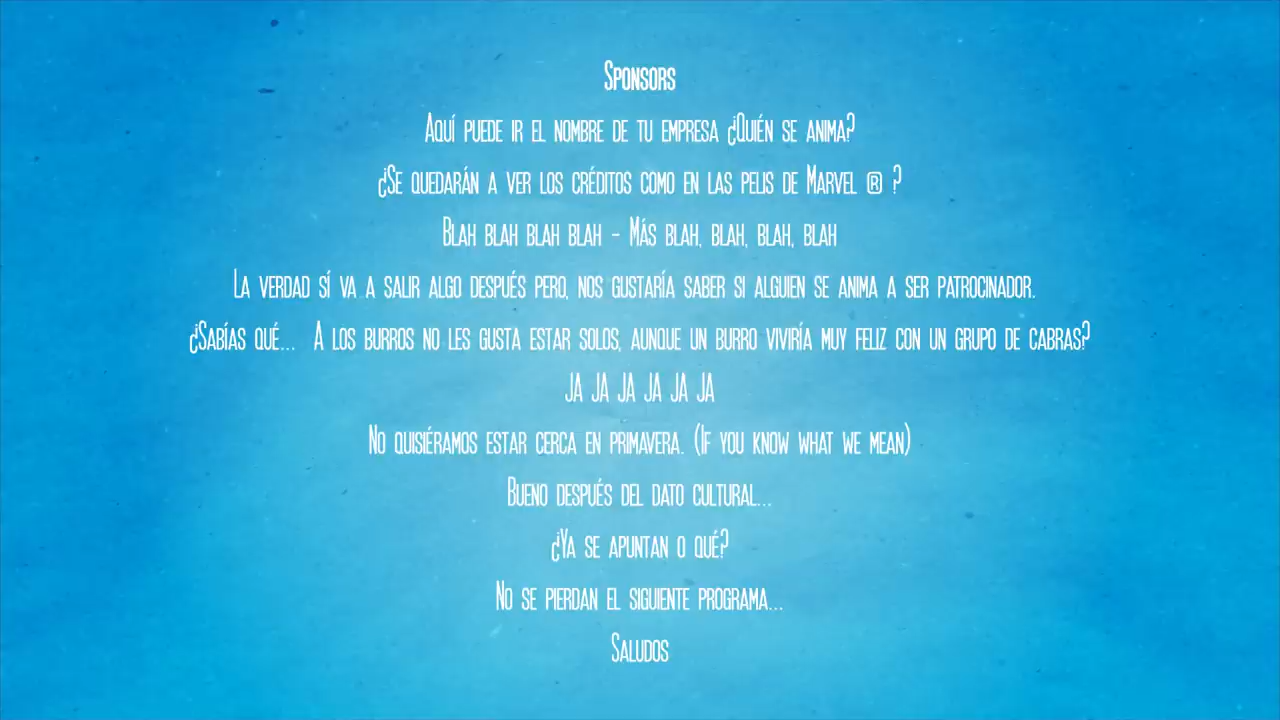 Sponsors
Aquí puede ir el nombre de tu empresa ¿Quién se anima?
¿Se quedarán a ver los créditos como en las pelis de Marvel ® ?
Blah blah blah blah - Más blah, blah, blah, blah
La verdad sí va a salir algo después pero, nos gustaría saber si alguien se anima a ser patrocinador.
¿Sabías qué... A los burros no les gusta estar solos, aunque un burro viviría muy feliz con un grupo de cabras?
JA JA JA JA JA JA
No quisiéramos estar cerca en primavera. (If you know what we mean)
Bueno después del dato cultural...
¿Ya se apuntan o qué?
No se pierdan el siguiente programa...
Saludos